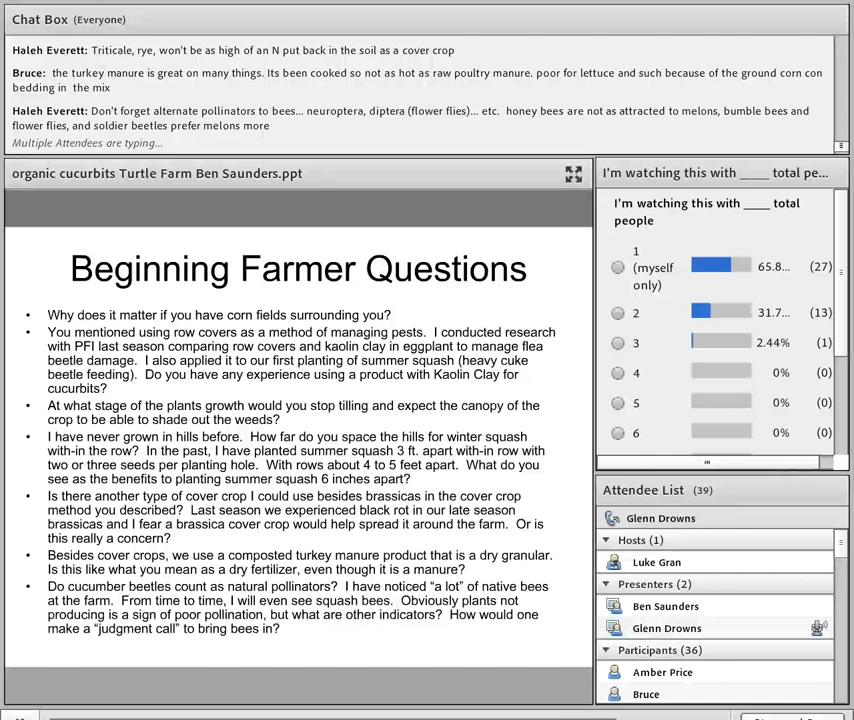 Chat Box (Everyone)
Haleh Everett: Triticale, rye, won't be as high of an N put back in the soil as a cover crop
Bruce: the turkey manure is great on many things. Its been cooked so not as hot as raw poultry manure. poor for lettuce and such because of the ground corn con
bedding in the mix
Haleh Everett: Don't forget alternate pollinators to bees... neuroptera, diptera (flower flies)... etc. honey bees are not as attracted to melons, bumble bees and
flower flies, and soldier beetles prefer melons more
Multiple Attendees are typing...
organic cucurbits Turtle Farm Ben Saunders.ppt
Beginning Farmer Questions
• Why does it matter if you have corn fields surrounding you?
• You mentioned using row covers as a method of managing pests. I conducted research
with PFI last season comparing row covers and kaolin clay in eggplant to manage flea
beetle damage. I also applied it to our first planting of summer squash (heavy cuke
beetle feeding). Do you have any experience using a product with Kaolin Clay for
cucurbits?
• At what stage of the plants growth would you stop tilling and expect the canopy of the
crop to be able to shade out the weeds?
• I have never grown in hills before. How far do you space the hills for winter squash
with-in the row? In the past, I have planted summer squash 3 ft. apart with-in row with
two or three seeds per planting hole. With rows about 4 to 5 feet apart. What do you
see as the benefits to planting summer squash 6 inches apart?
• Is there another type of cover crop I could use besides brassicas in the cover crop
method you described? Last season we experienced black rot in our late season
brassicas and I fear a brassica cover crop would help spread it around the farm. Or is
this really a concern?
• Besides cover crops, we use a composted turkey manure product that is a dry granular.
Is this like what you mean as a dry fertilizer, even though it is a manure?
• Do cucumber beetles count as natural pollinators? I have noticed “a lot” of native bees
at the farm. From time to time, I will even see squash bees. Obviously plants not
producing is a sign of poor pollination, but what are other indicators? How would one
make a “judgment call” to bring bees in?
I'm watching this with ____ total pe...
I'm watching this with ____ total
people
1
(myself
only)
65.8... (27)
2 31.7... (13)
3 2.44% (1)
4 0% (0)
5 0% (0)
6 0% (0)
Attendee List (39)
Glenn Drowns
Hosts (1)
Luke Gran
Presenters (2)
Ben Saunders
Glenn Drowns
Participants (36)
Amber Price
Bruce